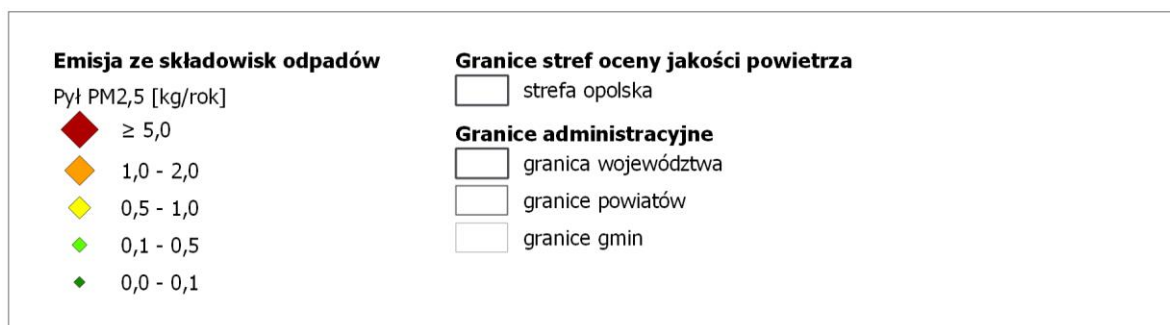 Emisja ze składowisk odpadów
Pył PM2,5 [kg/rok]
≥ 5,0
1,0 - 2,0
0,5 - 1,0
0,1 - 0,5
0,0 - 0,1
Granice stref oceny jakości powietrza
strefa opolska
Granice administracyjne
granica województwa
granice powiatów
granice gmin